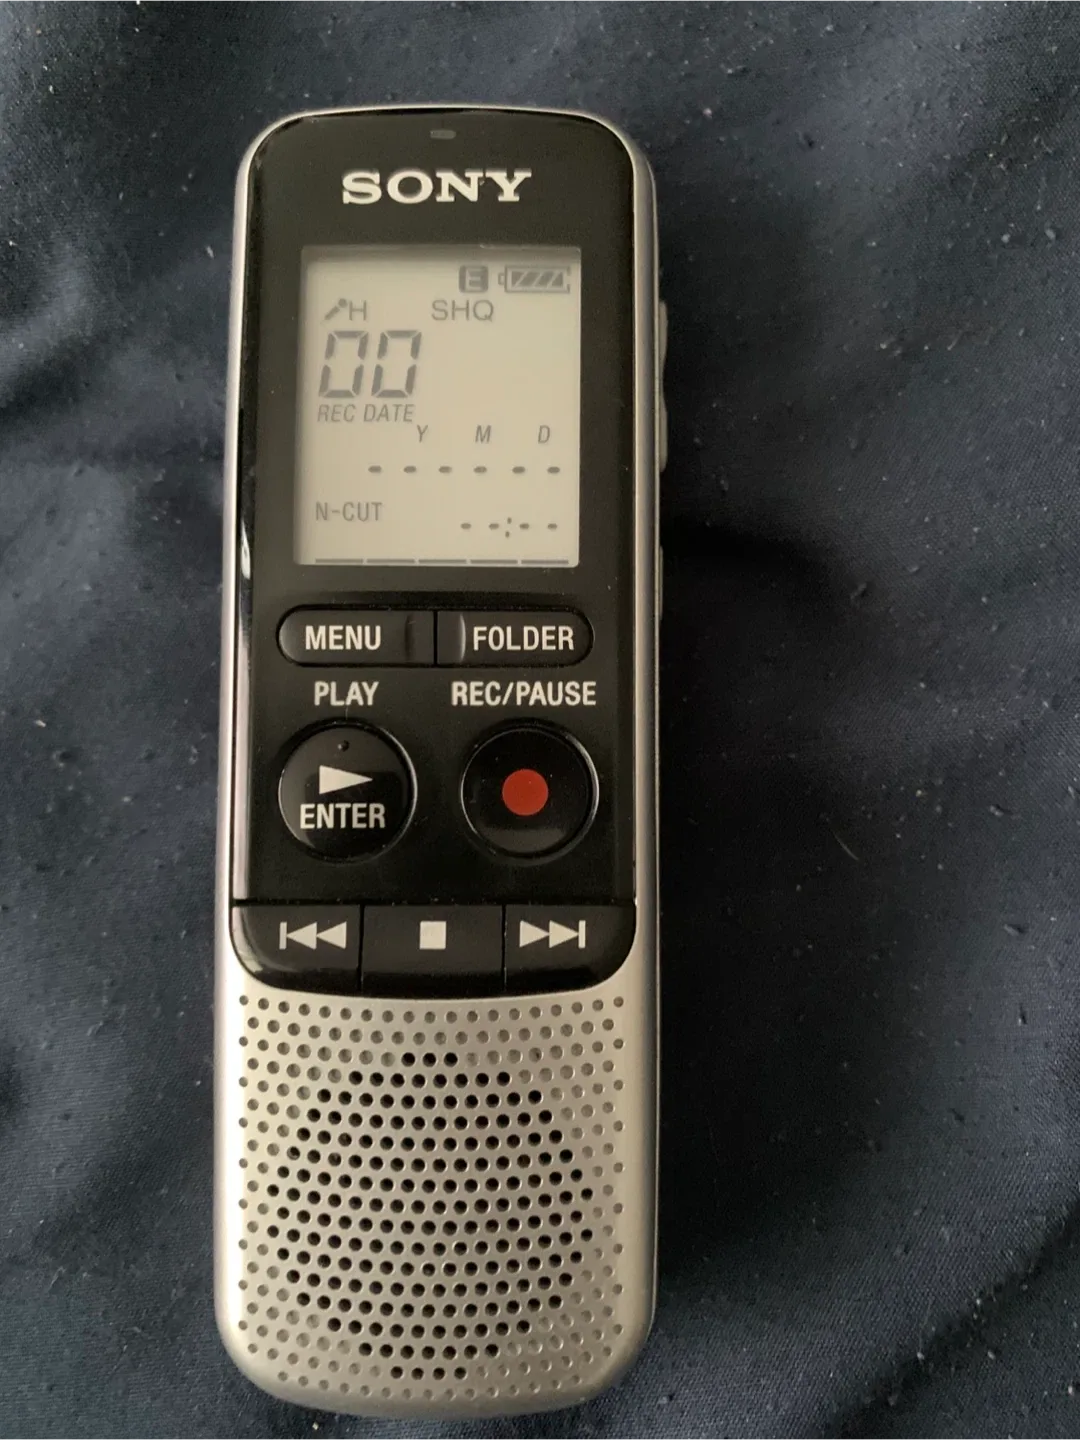 SONY
E
H SHQ
00
REC DATE
Y M D
- - - - - -
N-CUT
- -:- -
MENU FOLDER
PLAY REC/PAUSE
ENTER